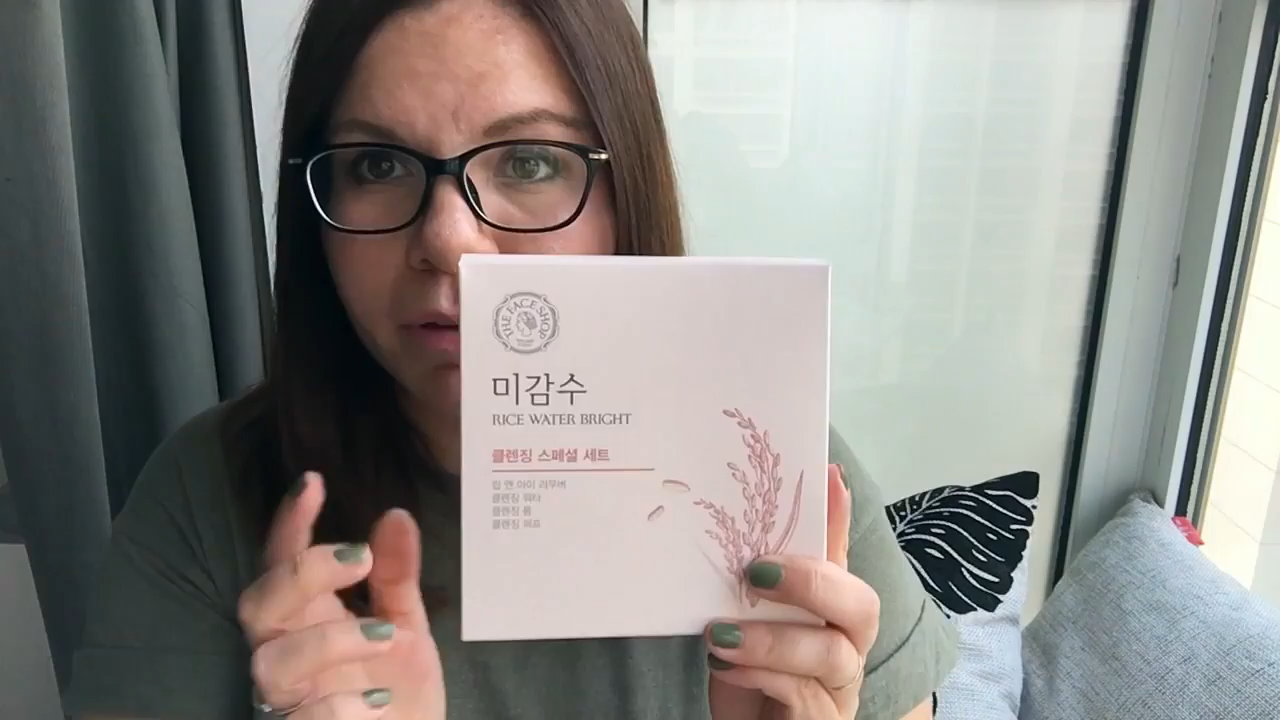 THE FACE SHOP
미감수
RICE WATER BRIGHT
클렌징 스페셜 세트
립 앤 아이 리무버
클렌징 워터
클렌징 폼